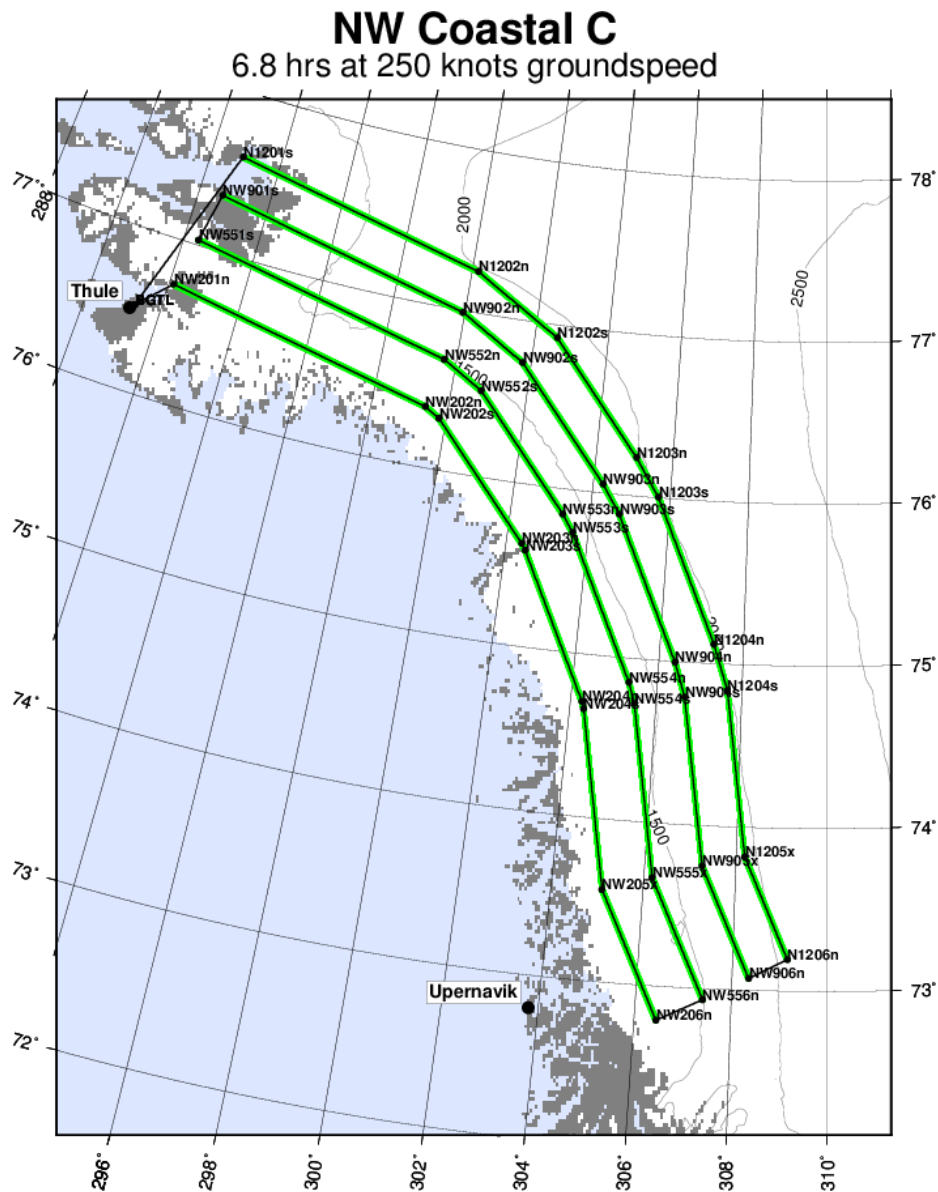 NW Coastal C
6.8 hrs at 250 knots groundspeed
N1201s
77°
78°
NW901s
288
2000
NW551s
N1202n
2500
NW201n
Thule
BGTL
NW902n
N1202s
77°
76°
NW552n
NW902s
1500
NW552s
NW202n
NW202s
N1203n
NW903n
N1203s
76°
NW553n
NW903s
75°
NW553s
NW203n
NW203s
N1204n
NW904n
75°
NW554n
N1204s
NW904s
NW204n
NW554s
NW204s
74°
1500
74°
N1205x
NW905x
73°
NW555x
NW205x
N1206n
NW906n
73°
Upernavik
NW556n
NW206n
72°
296°
298°
300°
302°
304°
306°
308°
310°